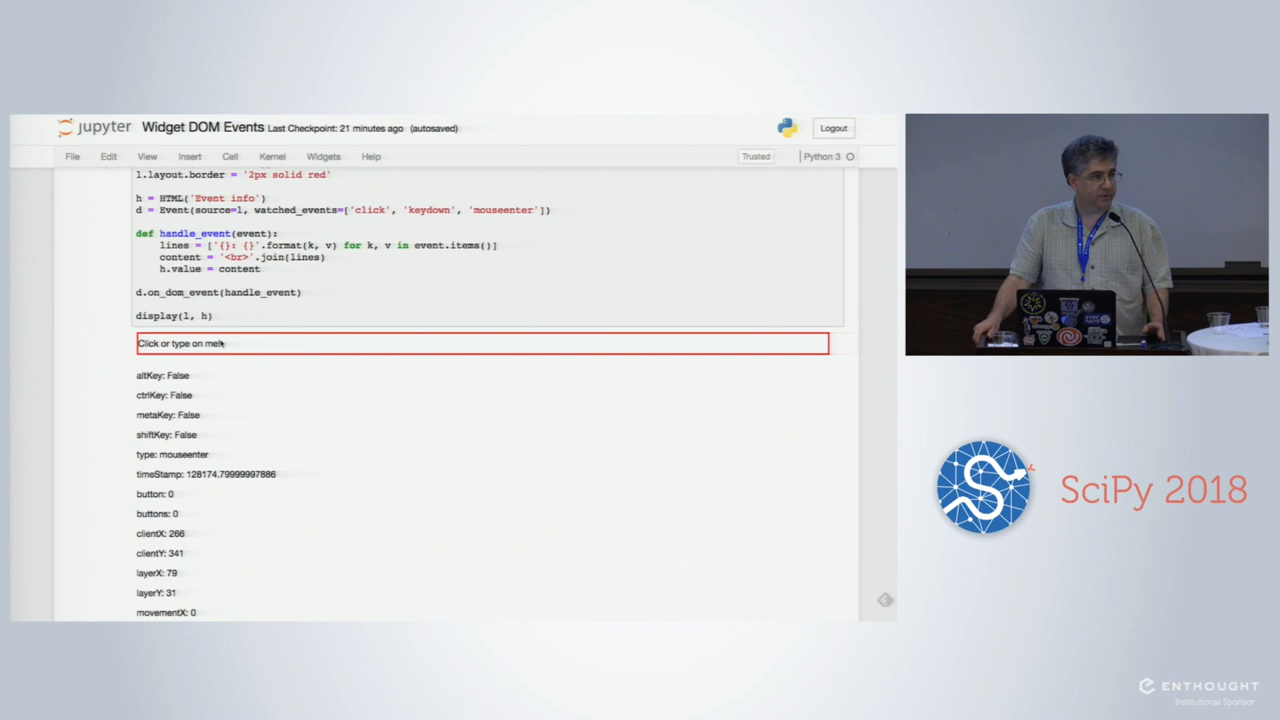 jupyter Widget DOM Events Last Checkpoint: 21 minutes ago (autosaved)
Logout
File Edit View Insert Cell Kernel Widgets Help
Trusted
Python 3
l.layout.border = '2px solid red'
h = HTML('Event info')
d = Event(source=l, watched_events=['click', 'keydown', 'mouseenter'])
def handle_event(event):
lines = ['{}: {}'.format(k, v) for k, v in event.items()]
content = '<br>'.join(lines)
h.value = content
d.on_dom_event(handle_event)
display(l, h)
Click or type on me!
altKey: False
ctrlKey: False
metaKey: False
shiftKey: False
type: mouseenter
timeStamp: 128174.79999997886
button: 0
buttons: 0
clientX: 266
clientY: 341
layerX: 79
layerY: 31
movementX: 0
SciPy 2018
ENTHOUGHT
Institutional Sponsor